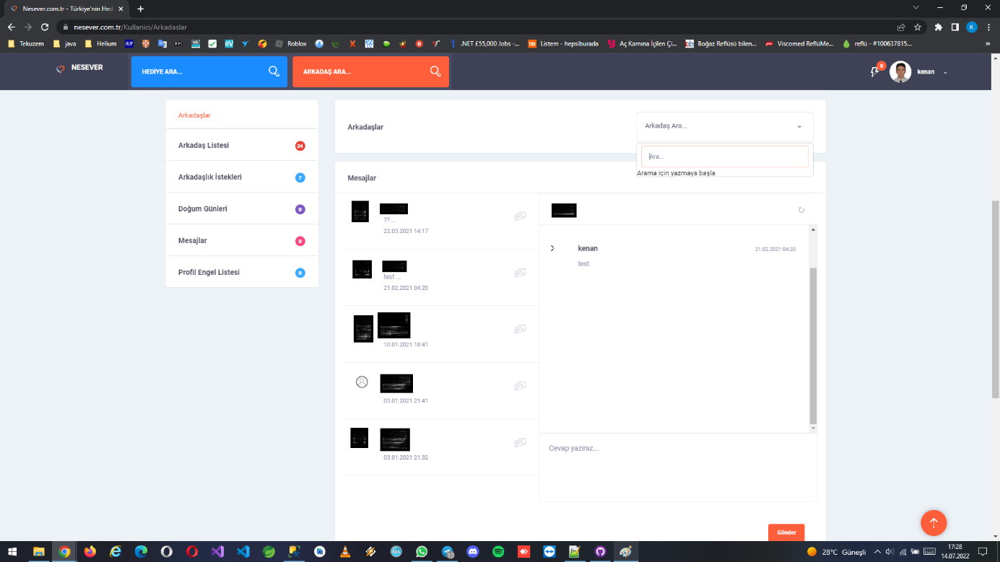 Nesever.com.tr - Türkiye'nin Hed
nesever.com.tr/Kullanici/Arkadaslar
Tekuzem
java
Helium
Roblox
.NET £55,000 Jobs -...
Listem - hepsiburada
Aç Karnına İçilen Çi...
Boğaz Reflüsü bilen...
Viscomed RefluMe...
reflü - #100637815...
NESEVER
HEDİYE ARA...
ARKADAŞ ARA...
0
kenan
Arkadaşlar
Arkadaş Listesi
34
Arkadaşlık İstekleri
7
Doğum Günleri
0
Mesajlar
0
Profil Engel Listesi
0
Arkadaşlar
Arkadaş Ara...
Ara...
Arama için yazmaya başla
Mesajlar
?? ...
22.03.2021 14:17
test ...
21.02.2021 04:20
10.01.2021 18:41
03.01.2021 21:41
03.01.2021 21:32
kenan
21.02.2021 04:20
test
Cevap yazınız...
Gönder
28°C Güneşli
17:28
14.07.2022